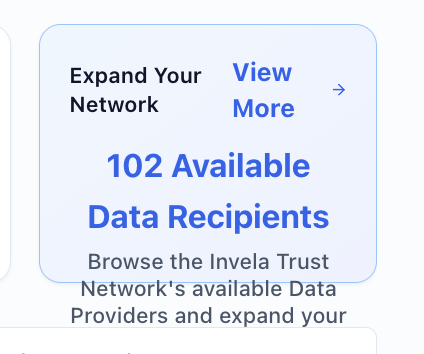 Expand Your
Network
View
More
102 Available
Data Recipients
Browse the Invela Trust
Network's available Data
Providers and expand your